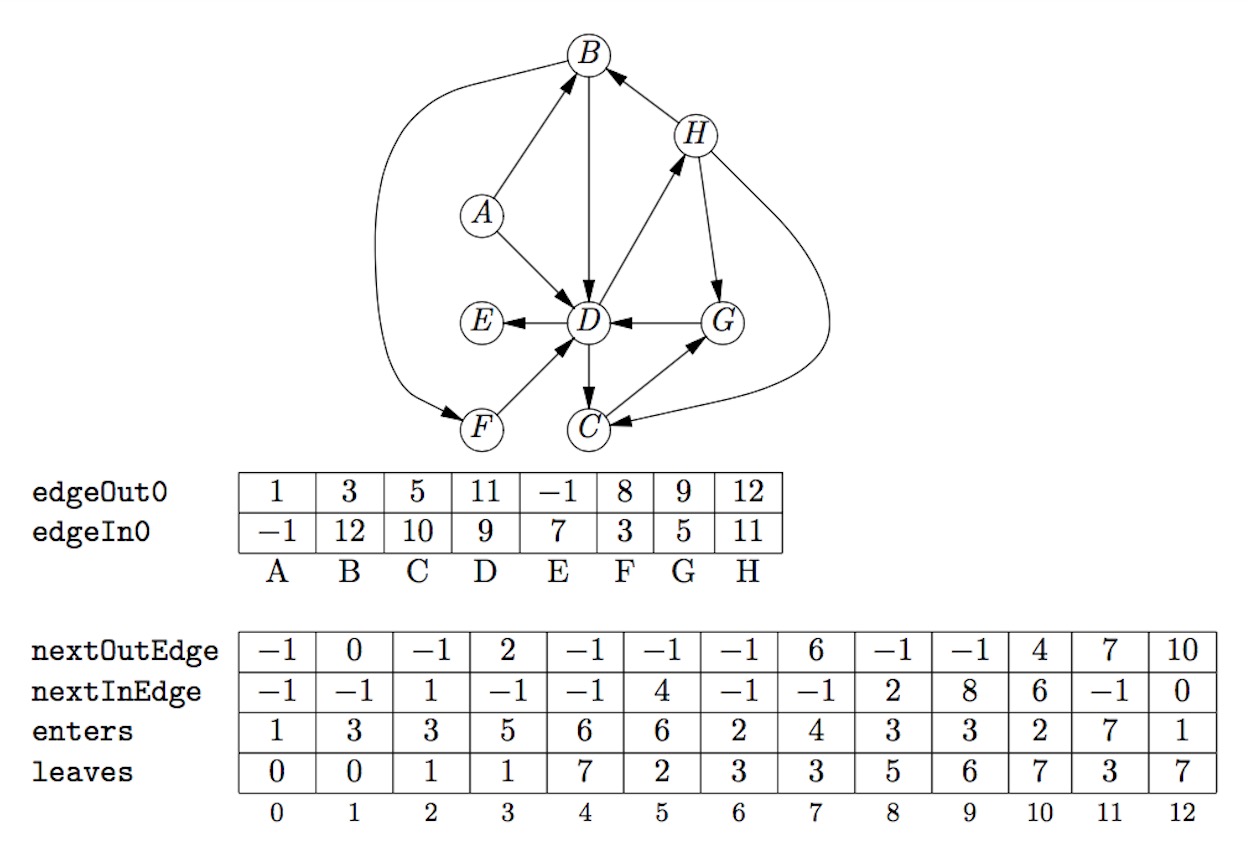 B
H
A
E D G
F C
edgeOut0 1 3 5 11 −1 8 9 12
edgeIn0 −1 12 10 9 7 3 5 11
A B C D E F G H
nextOutEdge −1 0 −1 2 −1 −1 −1 6 −1 −1 4 7 10
nextInEdge −1 −1 1 −1 −1 4 −1 −1 2 8 6 −1 0
enters 1 3 3 5 6 6 2 4 3 3 2 7 1
leaves 0 0 1 1 7 2 3 3 5 6 7 3 7
0 1 2 3 4 5 6 7 8 9 10 11 12